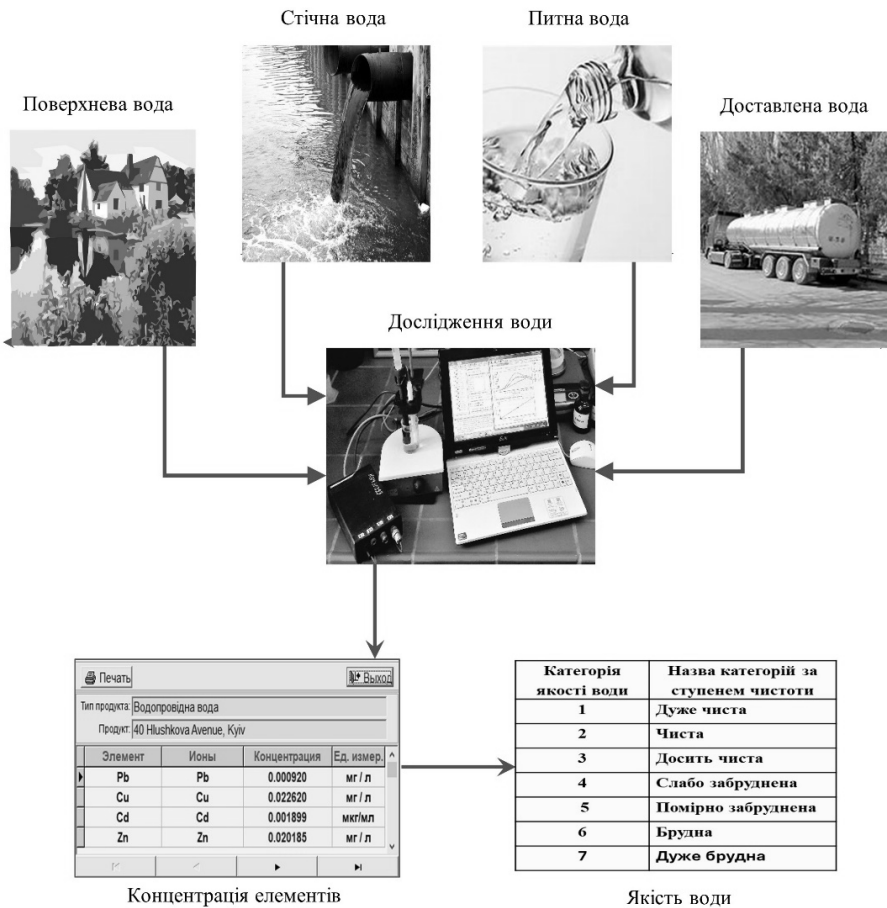 Стічна вода
Питна вода
Поверхнева вода
Доставлена вода
Дослідження води
Печать
Выход
Тип продукта: Водопровідна вода
Продукт: 40 Hlushkova Avenue, Kyiv
Элемент Ионы Концентрация Ед. измер.
Pb Pb 0.000920 мг / л
Cu Cu 0.022620 мг / л
Cd Cd 0.001899 мкг/мл
Zn Zn 0.020185 мг / л
Концентрація елементів
Категорія якості води Назва категорій за ступенем чистоти
1 Дуже чиста
2 Чиста
3 Досить чиста
4 Слабо забруднена
5 Помірно забруднена
6 Брудна
7 Дуже брудна
Якість води